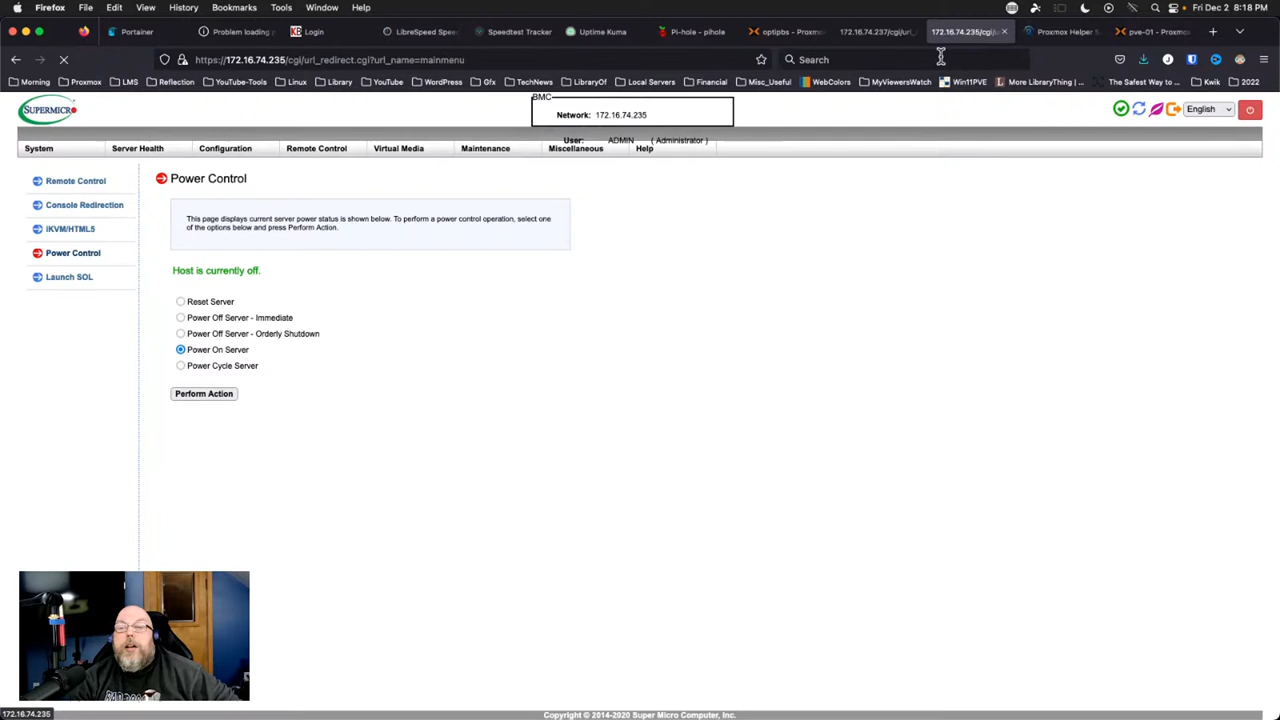 Firefox File Edit View History Bookmarks Tools Window Help Fri Dec 2 8:18 PM
Portainer Problem loading KB Login LibreSpeed Speed Speedtest Tracker Uptime Kuma Pi-hole - pihole optipbs - Proxmo 172.16.74.237/cgi/url_ 172.16.74.235/cgi/u Proxmox Helper S pve-01 - Proxmo
https://172.16.74.235/cgi/url_redirect.cgi?url_name=mainmenu Search
Morning Proxmox LMS Reflection YouTube-Tools Linux Library YouTube WordPress Gfx TechNews LibraryOf Local Servers Financial Misc_Useful WebColors MyViewersWatch Win11PVE More LibraryThing | ... The Safest Way to ... Kwik 2022
SUPERMICRO
BMC
Network: 172.16.74.235
English
User: ADMIN ( Administrator )
System Server Health Configuration Remote Control Virtual Media Maintenance Miscellaneous Help
Remote Control
Console Redirection
iKVM/HTML5
Power Control
Launch SOL
Power Control
This page displays current server power status is shown below. To perform a power control operation, select one
of the options below and press Perform Action.
Host is currently off.
Reset Server
Power Off Server - Immediate
Power Off Server - Orderly Shutdown
Power On Server
Power Cycle Server
Perform Action
172.16.74.235
Copyright © 2014-2020 Super Micro Computer, Inc.